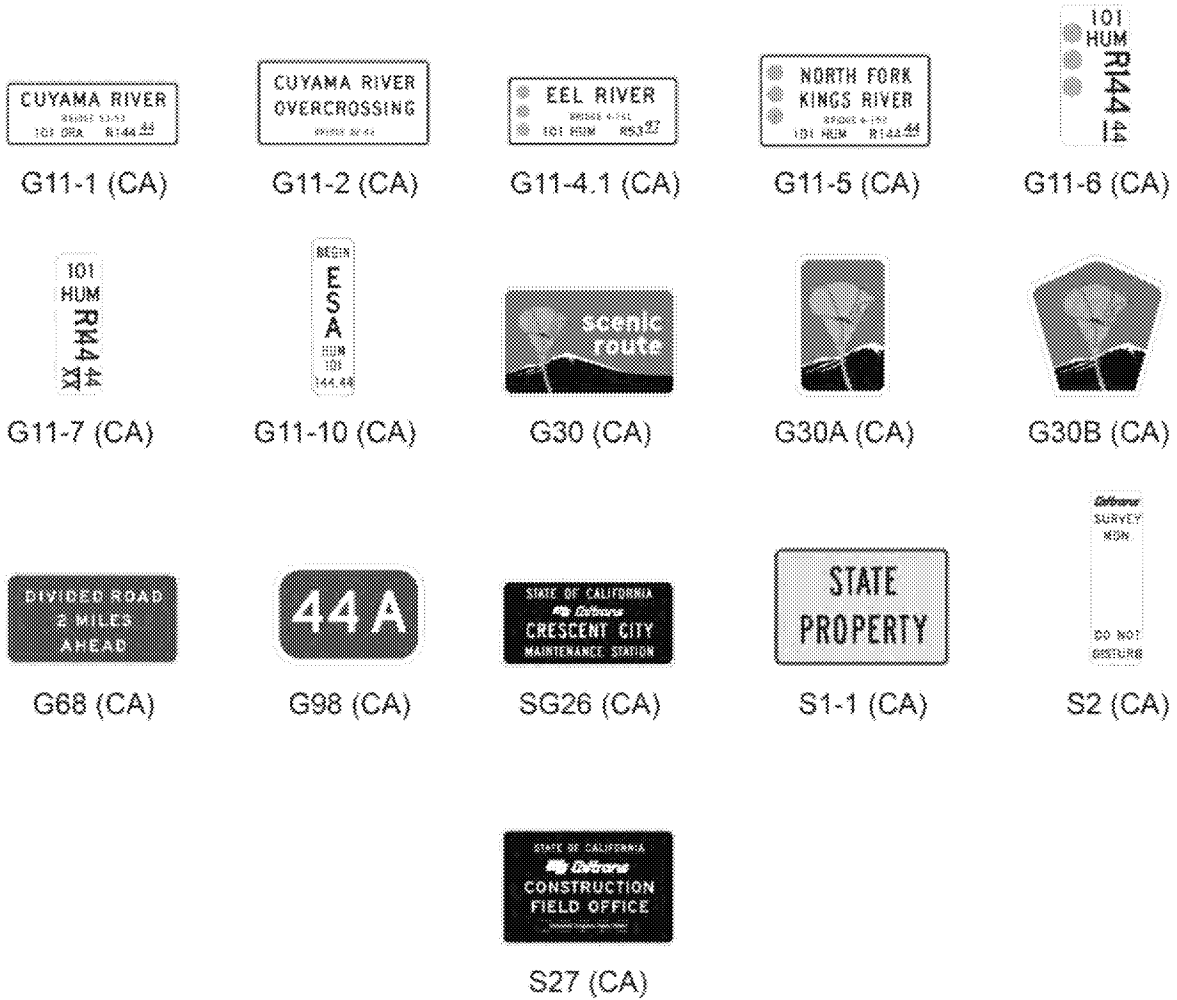 CUYAMA RIVER
101 ORA R144 44
G11-1 (CA)
CUYAMA RIVER
OVERCROSSING
G11-2 (CA)
EEL RIVER
101 HUM R53 97
G11-4.1 (CA)
NORTH FORK
KINGS RIVER
101 HUM R144 44
G11-5 (CA)
101
HUM
R144 44
G11-6 (CA)
101
HUM
R144 44
XX
G11-7 (CA)
BEGIN
E
S
A
HUM
101
144.44
G11-10 (CA)
scenic
route
G30 (CA)
G30A (CA)
G30B (CA)
DIVIDED ROAD
2 MILES
AHEAD
G68 (CA)
44 A
G98 (CA)
STATE OF CALIFORNIA
Caltrans
CRESCENT CITY
MAINTENANCE STATION
SG26 (CA)
STATE
PROPERTY
S1-1 (CA)
Caltrans
SURVEY
MON.
DO NOT
DISTURB
S2 (CA)
STATE OF CALIFORNIA
Caltrans
CONSTRUCTION
FIELD OFFICE
S27 (CA)